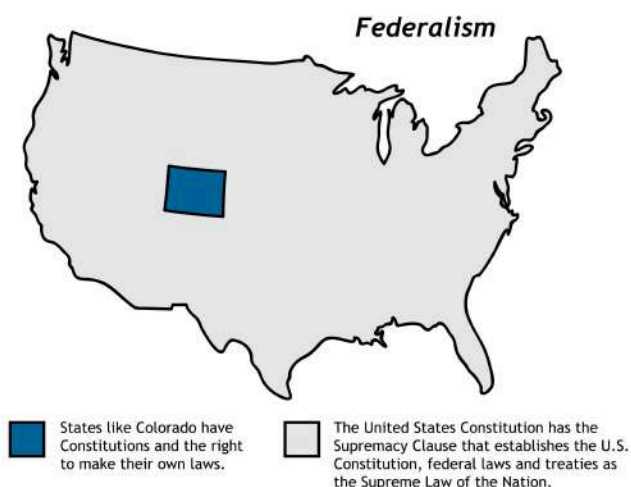 Federalism
States like Colorado have
Constitutions and the right
to make their own laws.
The United States Constitution has the
Supremacy Clause that establishes the U.S.
Constitution, federal laws and treaties as
the Supreme Law of the Nation.